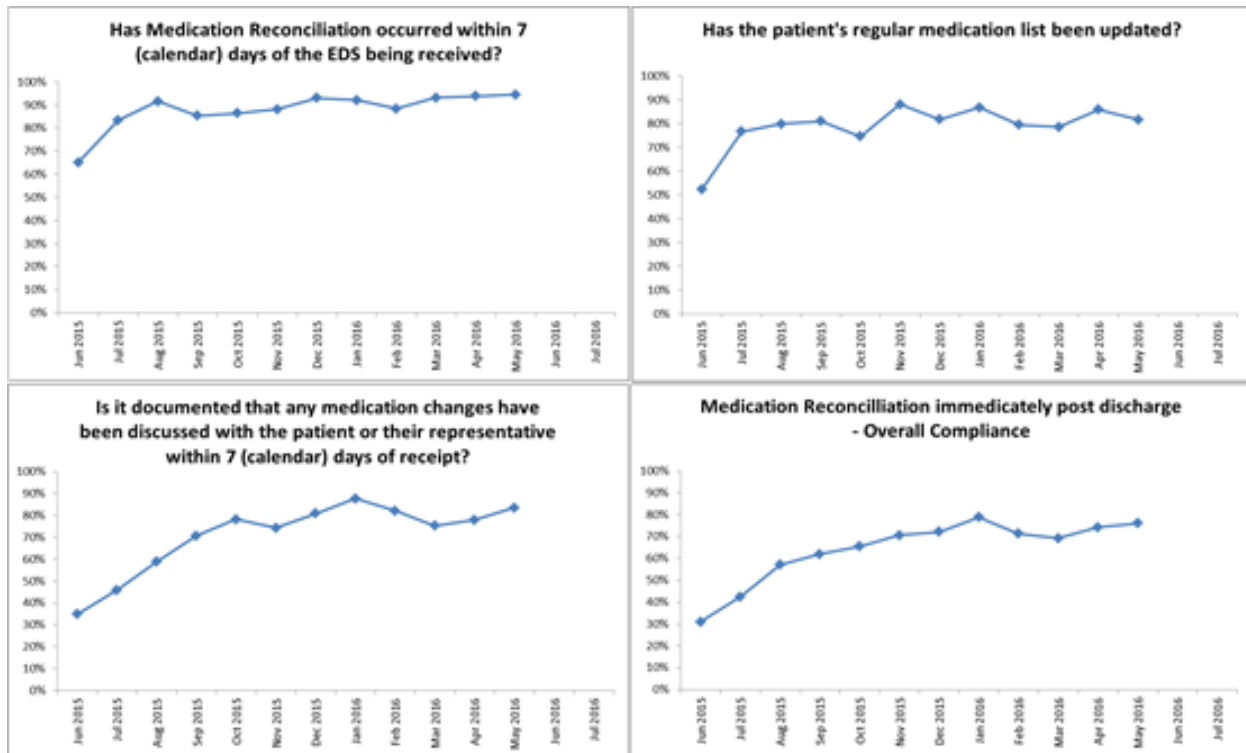 Has Medication Reconciliation occurred within 7
(calendar) days of the EDS being received?
100%
90%
80%
70%
60%
50%
40%
30%
20%
10%
0%
Jun 2015
Jul 2015
Aug 2015
Sep 2015
Oct 2015
Nov 2015
Dec 2015
Jan 2016
Feb 2016
Mar 2016
Apr 2016
May 2016
Jun 2016
Jul 2016
Has the patient's regular medication list been updated?
100%
90%
80%
70%
60%
50%
40%
30%
20%
10%
0%
Jun 2015
Jul 2015
Aug 2015
Sep 2015
Oct 2015
Nov 2015
Dec 2015
Jan 2016
Feb 2016
Mar 2016
Apr 2016
May 2016
Jun 2016
Jul 2016
Is it documented that any medication changes have
been discussed with the patient or their representative
within 7 (calendar) days of receipt?
100%
90%
80%
70%
60%
50%
40%
30%
20%
10%
0%
Jun 2015
Jul 2015
Aug 2015
Sep 2015
Oct 2015
Nov 2015
Dec 2015
Jan 2016
Feb 2016
Mar 2016
Apr 2016
May 2016
Jun 2016
Jul 2016
Medication Reconcilliation immedicately post discharge
- Overall Compliance
100%
90%
80%
70%
60%
50%
40%
30%
20%
10%
0%
Jun 2015
Jul 2015
Aug 2015
Sep 2015
Oct 2015
Nov 2015
Dec 2015
Jan 2016
Feb 2016
Mar 2016
Apr 2016
May 2016
Jun 2016
Jul 2016